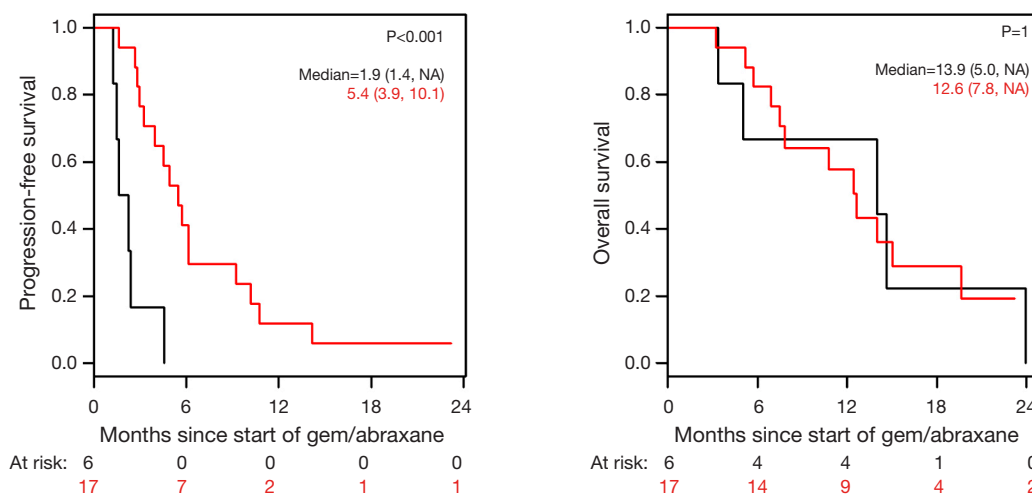 P<0.001
Median=1.9 (1.4, NA)
5.4 (3.9, 10.1)
Progression-free survival
1.0
0.8
0.6
0.4
0.2
0.0
0 6 12 18 24
Months since start of gem/abraxane
At risk: 6 0 0 0 0
17 7 2 1 1
P=1
Median=13.9 (5.0, NA)
12.6 (7.8, NA)
Overall survival
1.0
0.8
0.6
0.4
0.2
0.0
0 6 12 18 24
Months since start of gem/abraxane
At risk: 6 4 4 1 0
17 14 9 4 2